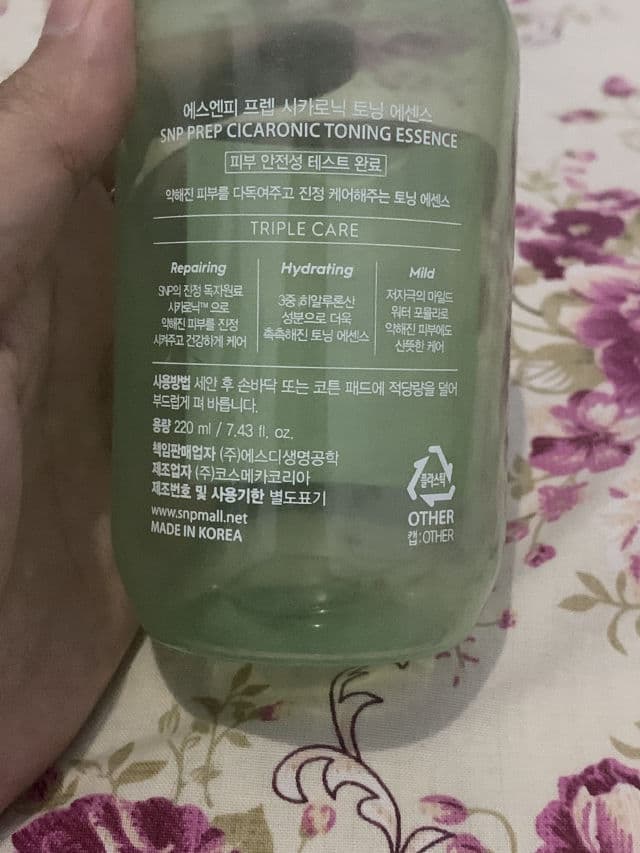 에스엔피 프렙 시카로닉 토닝 에센스
SNP PREP CICARONIC TONING ESSENCE
피부 안전성 테스트 완료
약해진 피부를 다독여주고 진정 케어해주는 토닝 에센스
TRIPLE CARE
Repairing
SNP의 진정 독자원료
시카로닉™ 으로
약해진 피부를 진정
시켜주고 건강하게 케어
Hydrating
3중 히알루론산
성분으로 더욱
촉촉해진 토닝 에센스
Mild
저자극의 마일드
워터 포뮬러로
약해진 피부에도
산뜻한 케어
사용방법 세안 후 손바닥 또는 코튼 패드에 적당량을 덜어
부드럽게 펴 바릅니다.
용량 220 ml / 7.43 fl. oz.
책임판매업자 (주)에스디생명공학
제조업자 (주)코스메카코리아
제조번호 및 사용기한 별도표기
www.snpmall.net
MADE IN KOREA
플라스틱
OTHER
캡:OTHER